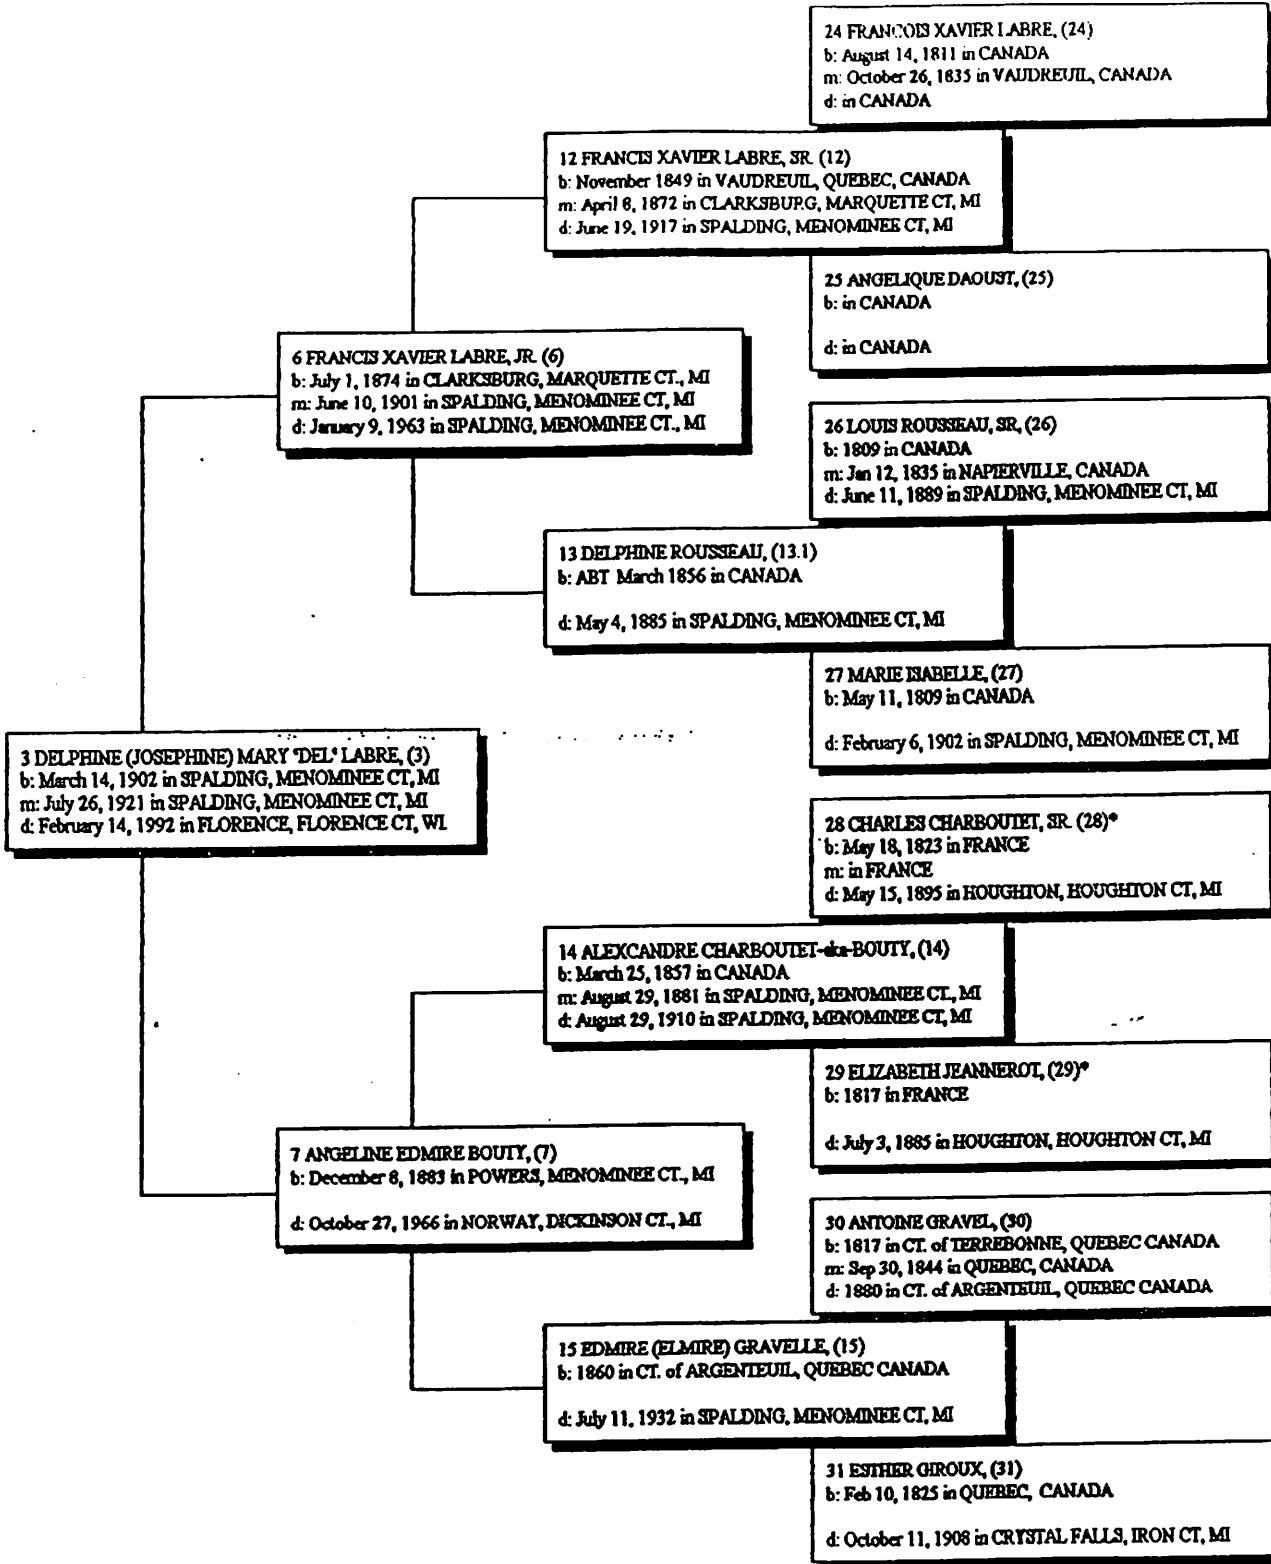 24 FRANCOIS XAVIER LABRE, (24)
b: August 14, 1811 in CANADA
m: October 26, 1835 in VAUDREUIL, CANADA
d: in CANADA
12 FRANCIS XAVIER LABRE, SR. (12)
b: November 1849 in VAUDREUIL, QUEBEC, CANADA
m: April 8, 1872 in CLARKSBURG, MARQUETTE CT, MI
d: June 19, 1917 in SPALDING, MENOMINEE CT, MI
25 ANGELIQUE DAOUST, (25)
b: in CANADA
d: in CANADA
6 FRANCIS XAVIER LABRE, JR. (6)
b: July 1, 1874 in CLARKSBURG, MARQUETTE CT., MI
m: June 10, 1901 in SPALDING, MENOMINEE CT, MI
d: January 9, 1963 in SPALDING, MENOMINEE CT., MI
26 LOUIS ROUSSEAU, SR, (26)
b: 1809 in CANADA
m: Jan 12, 1835 in NAPIERVILLE, CANADA
d: June 11, 1889 in SPALDING, MENOMINEE CT, MI
13 DELPHINE ROUSSEAU, (13.1)
b: ABT March 1856 in CANADA
d: May 4, 1885 in SPALDING, MENOMINEE CT, MI
27 MARIE ISABELLE, (27)
b: May 11, 1809 in CANADA
d: February 6, 1902 in SPALDING, MENOMINEE CT, MI
3 DELPHINE (JOSEPHINE) MARY "DEL" LABRE, (3)
b: March 14, 1902 in SPALDING, MENOMINEE CT, MI
m: July 26, 1921 in SPALDING, MENOMINEE CT, MI
d: February 14, 1992 in FLORENCE, FLORENCE CT, WI.
28 CHARLES CHARBOUTET, SR. (28)*
b: May 18, 1823 in FRANCE
m: in FRANCE
d: May 15, 1895 in HOUGHTON, HOUGHTON CT, MI
14 ALEXCANDRE CHARBOUTET-aka-BOUTY, (14)
b: March 25, 1857 in CANADA
m: August 29, 1881 in SPALDING, MENOMINEE CT., MI
d: August 29, 1910 in SPALDING, MENOMINEE CT, MI
29 ELIZABETH JEANNEROT, (29)*
b: 1817 in FRANCE
d: July 3, 1885 in HOUGHTON, HOUGHTON CT, MI
7 ANGELINE EDMIRE BOUTY, (7)
b: December 8, 1883 in POWERS, MENOMINEE CT., MI
d: October 27, 1966 in NORWAY, DICKINSON CT., MI
30 ANTOINE GRAVEL, (30)
b: 1817 in CT. of TERREBONNE, QUEBEC CANADA
m: Sep 30, 1844 in QUEBEC, CANADA
d: 1880 in CT. of ARGENTEUIL, QUEBEC CANADA
15 EDMIRE (ELMIRE) GRAVELLE, (15)
b: 1860 in CT. of ARGENTEUIL, QUEBEC CANADA
d: July 11, 1932 in SPALDING, MENOMINEE CT, MI
31 ESTHER GIROUX, (31)
b: Feb 10, 1825 in QUEBEC, CANADA
d: October 11, 1908 in CRYSTAL FALLS, IRON CT, MI